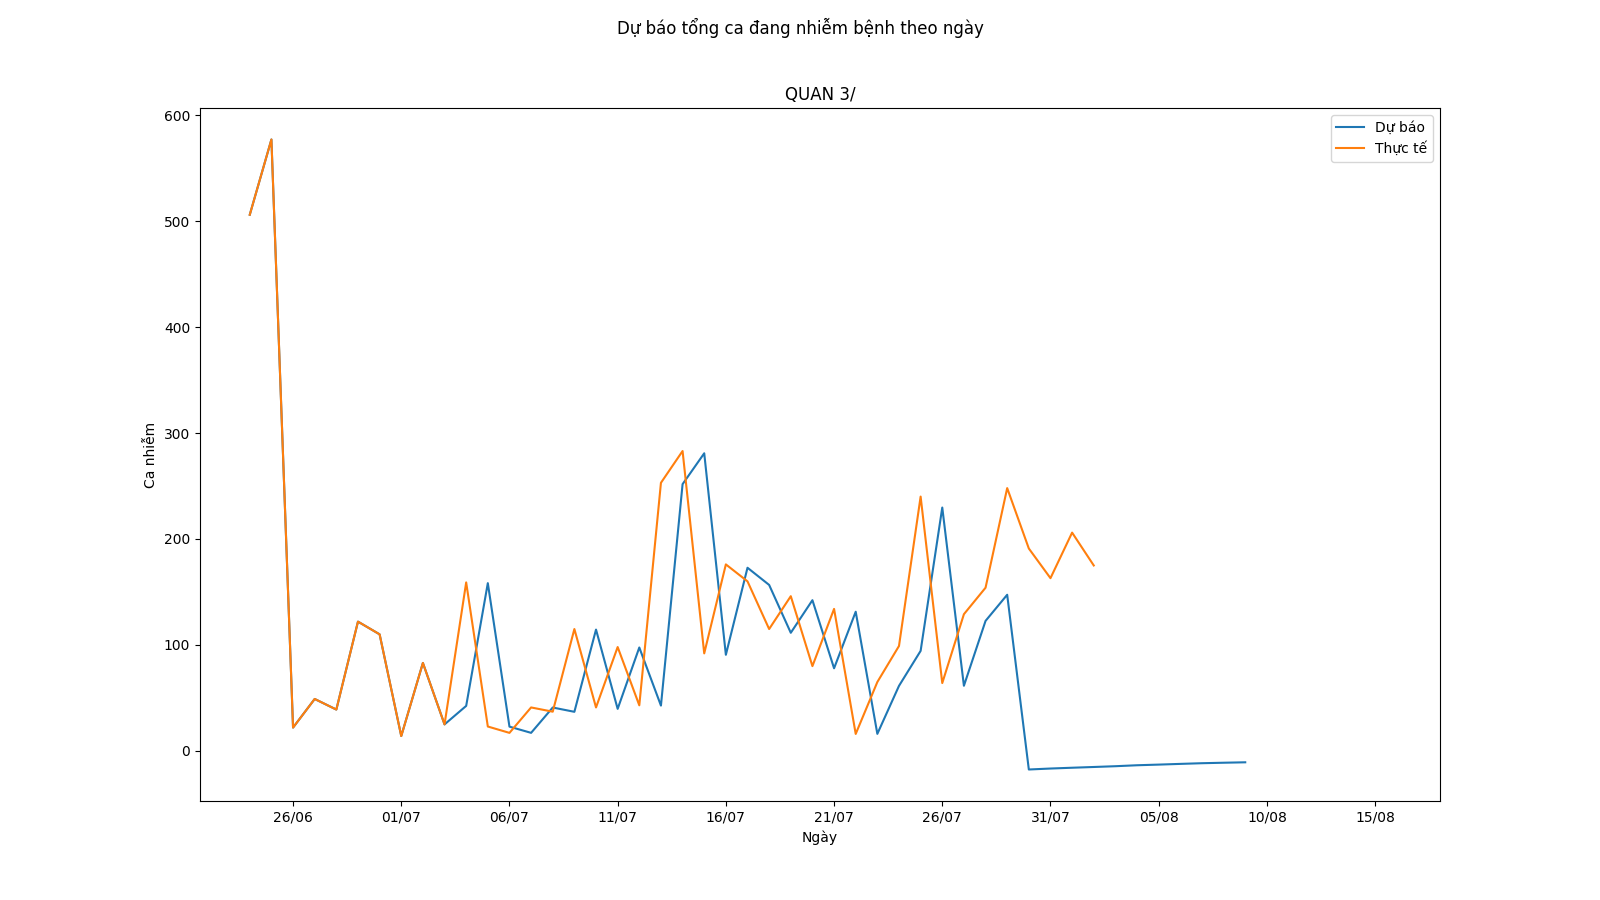 Dự báo tổng ca đang nhiễm bệnh theo ngày
QUAN 3/
Dự báo
Thực tế
600
500
400
300
200
100
0
Ca nhiễm
26/06 01/07 06/07 11/07 16/07 21/07 26/07 31/07 05/08 10/08 15/08
Ngày